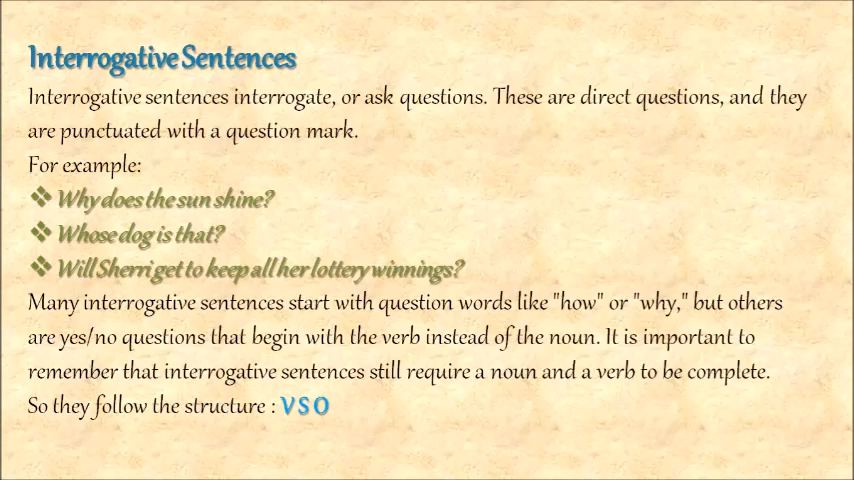 Interrogative Sentences
Interrogative sentences interrogate, or ask questions. These are direct questions, and they
are punctuated with a question mark.
For example:
❖ Why does the sun shine?
❖ Whose dog is that?
❖ Will Sherri get to keep all her lottery winnings?
Many interrogative sentences start with question words like "how" or "why," but others
are yes/no questions that begin with the verb instead of the noun. It is important to
remember that interrogative sentences still require a noun and a verb to be complete.
So they follow the structure : V S O